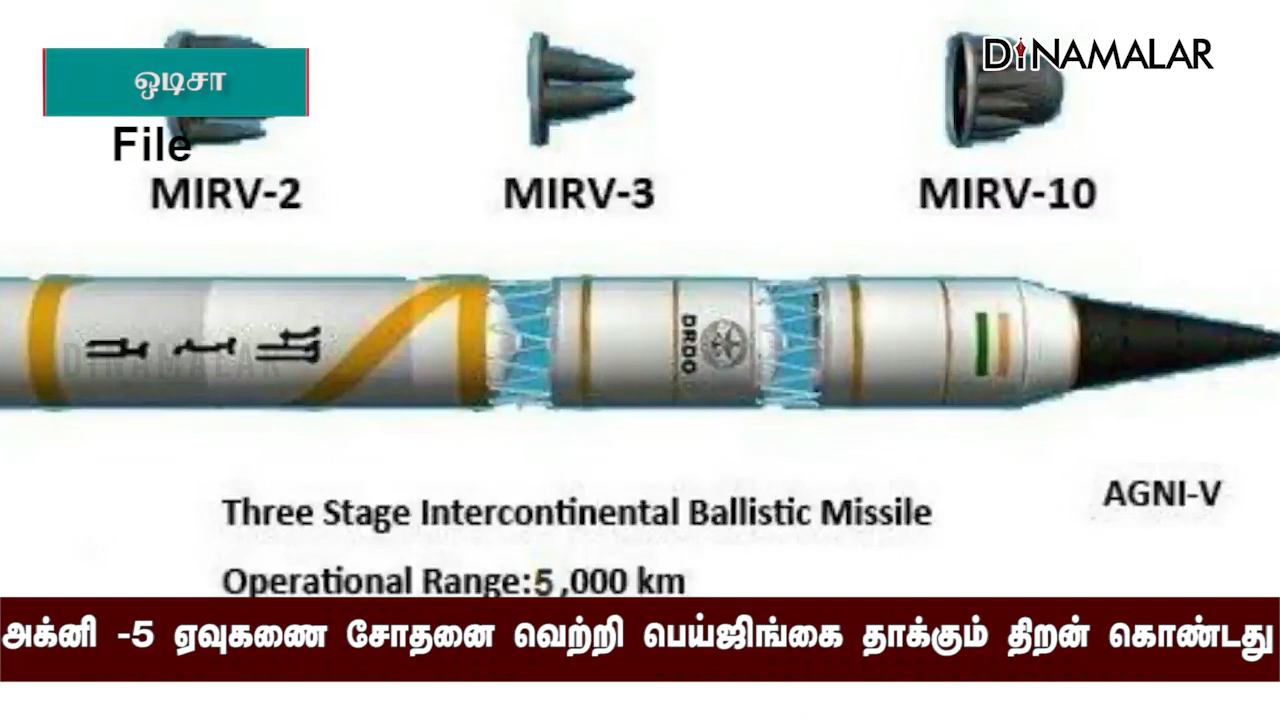 ஒடிசா
DINAMALAR
File
MIRV-2
MIRV-3
MIRV-10
DRDO
DINAMALAR
AGNI-V
Three Stage Intercontinental Ballistic Missile
Operational Range:5,000 km
அக்னி -5 ஏவுகணை சோதனை வெற்றி பெய்ஜிங்கை தாக்கும் திறன் கொண்டது